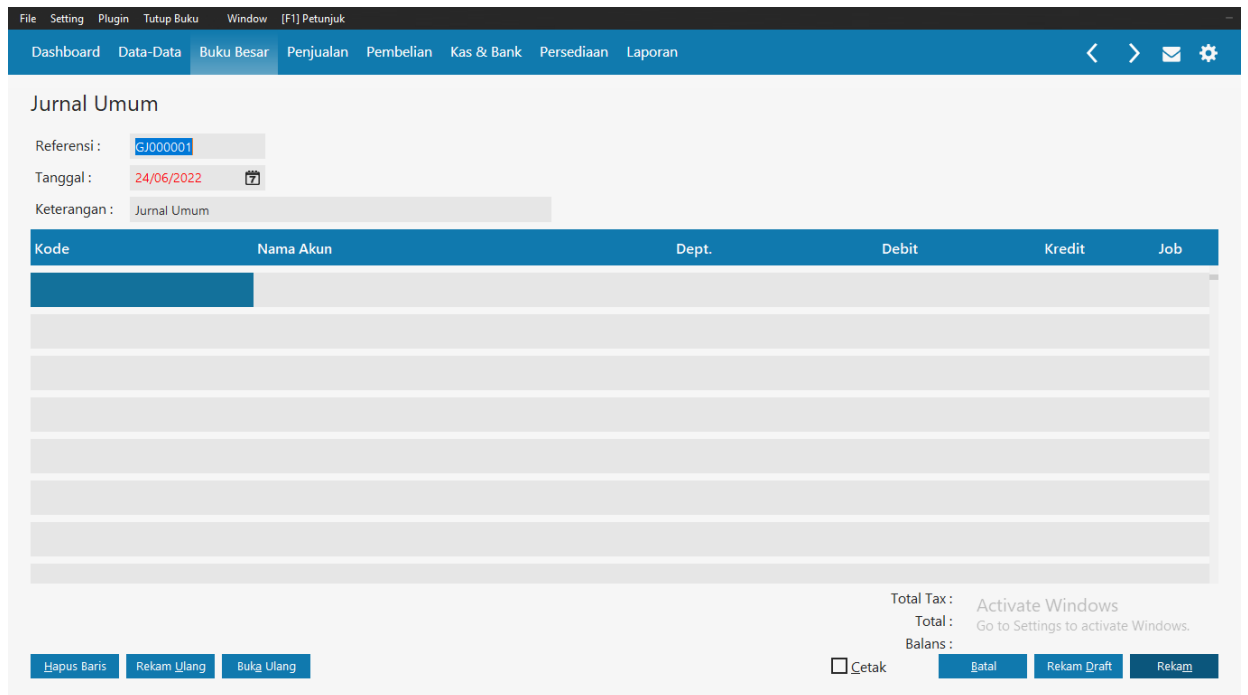 File Setting Plugin Tutup Buku Window [F1] Petunjuk
Dashboard Data-Data Buku Besar Penjualan Pembelian Kas & Bank Persediaan Laporan
Jurnal Umum
Referensi : GJ000001
Tanggal : 24/06/2022 7
Keterangan : Jurnal Umum
Kode Nama Akun Dept. Debit Kredit Job
Total Tax :
Total :
Balans :
Activate Windows
Go to Settings to activate Windows.
Hapus Baris Rekam Ulang Buka Ulang Cetak Batal Rekam Draft Rekam